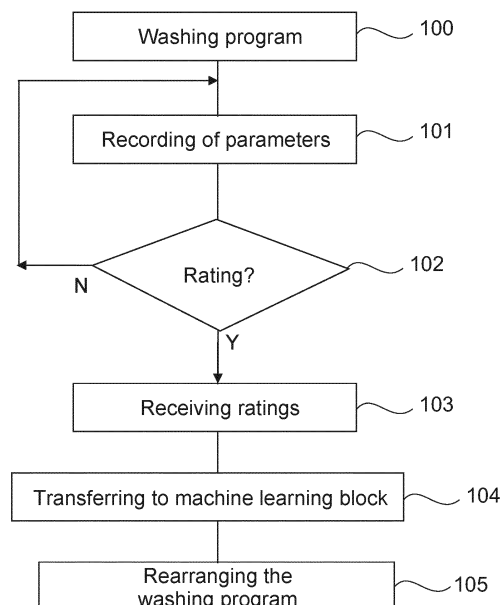 Washing program
100
Recording of parameters
101
Rating?
102
N
Y
Receiving ratings
103
Transferring to machine learning block
104
Rearranging the
washing program
105